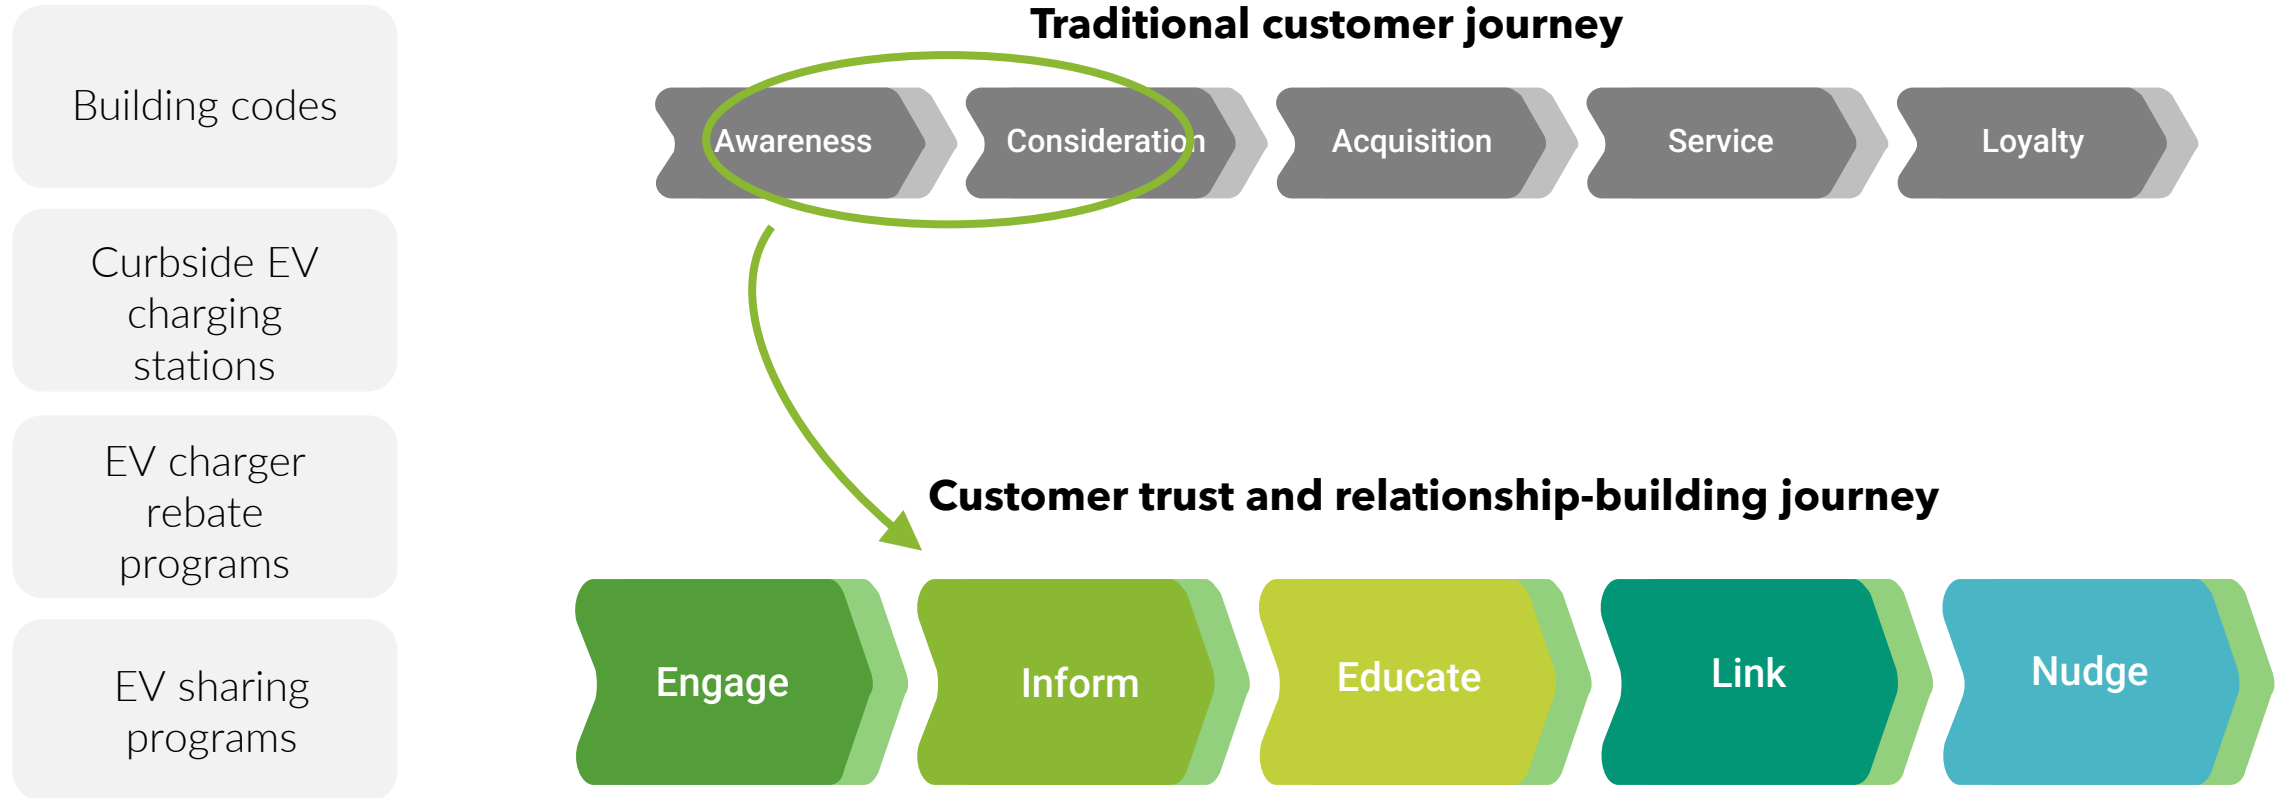 Building codes
Curbside EV
charging
stations
EV charger
rebate
programs
EV sharing
programs
Traditional customer journey
Awareness
Consideration
Acquisition
Service
Loyalty
Customer trust and relationship-building journey
Engage
Inform
Educate
Link
Nudge